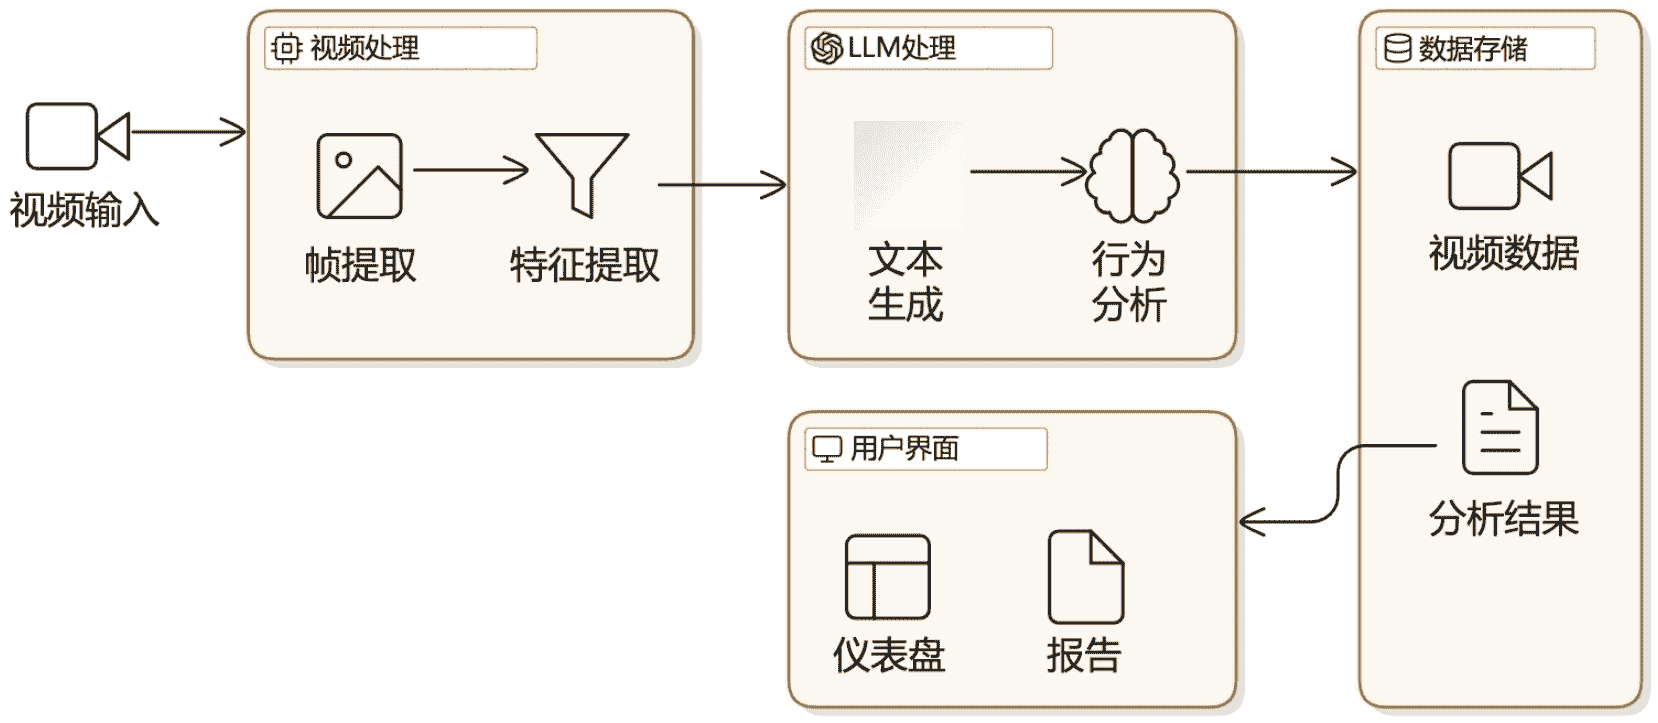 视频输入
视频处理
帧提取
特征提取
LLM处理
文本
生成
行为
分析
数据存储
视频数据
分析结果
用户界面
仪表盘
报告